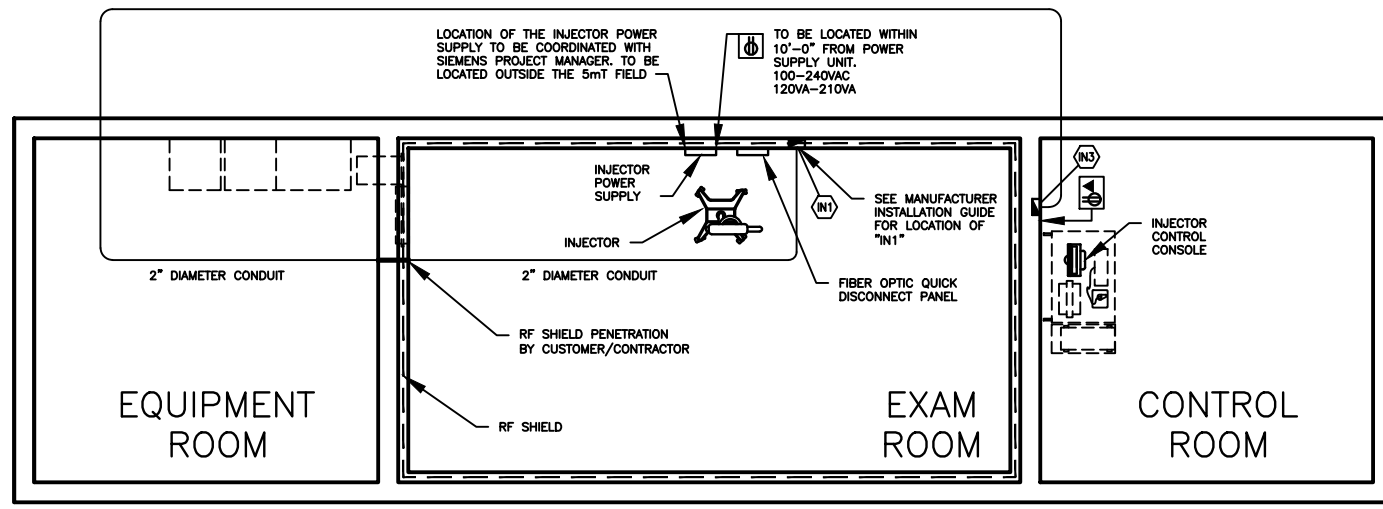 LOCATION OF THE INJECTOR POWER
SUPPLY TO BE COORDINATED WITH
SIEMENS PROJECT MANAGER. TO BE
LOCATED OUTSIDE THE 5mT FIELD
TO BE LOCATED WITHIN
10'-0" FROM POWER
SUPPLY UNIT.
100-240VAC
120VA-210VA
INJECTOR
POWER
SUPPLY
IN1
SEE MANUFACTURER
INSTALLATION GUIDE
FOR LOCATION OF
"IN1"
IN3
INJECTOR
CONTROL
CONSOLE
INJECTOR
2" DIAMETER CONDUIT
2" DIAMETER CONDUIT
FIBER OPTIC QUICK
DISCONNECT PANEL
RF SHIELD PENETRATION
BY CUSTOMER/CONTRACTOR
RF SHIELD
EQUIPMENT
ROOM
EXAM
ROOM
CONTROL
ROOM